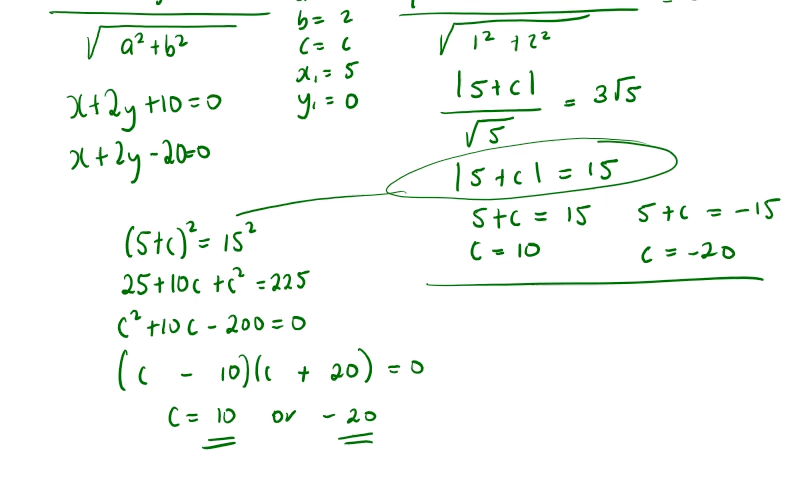 √a²+b²
x+2y+10=0
x+2y-20=0
b= 2
c= c
x₁= 5
y₁= 0
√1²+2²
|5+c|/√5 = 3√5
|5+c| = 15
5+c = 15 5+c = -15
c = 10 c = -20
(5+c)²= 15²
25+10c+c²=225
c²+10c-200=0
(c - 10)(c + 20) = 0
c= 10 or -20